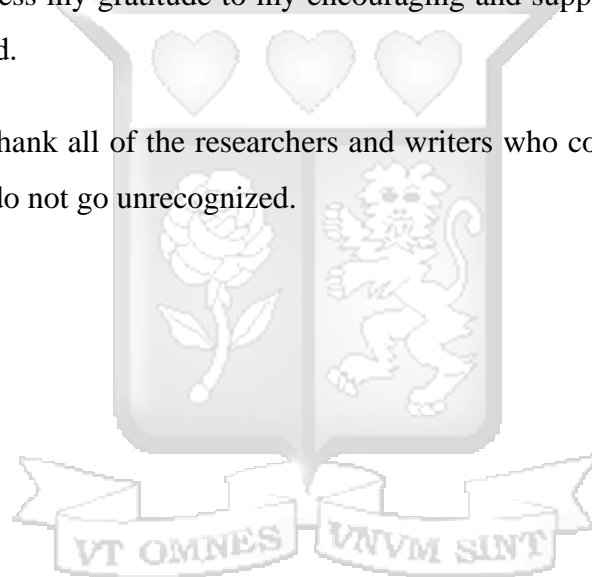 ess my gratitude to my encouraging and supp
d.
hank all of the researchers and writers who co
do not go unrecognized.
VT OMNES VNVM SINT